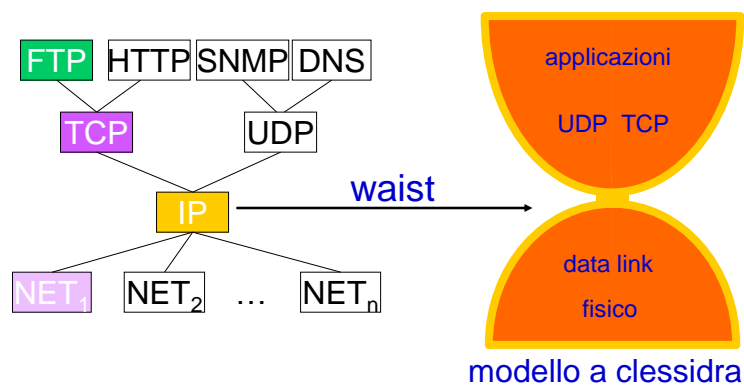 FTP HTTP SNMP DNS
TCP UDP
IP
waist
NET1 NET2 … NETn
applicazioni
UDP TCP
data link
fisico
modello a clessidra